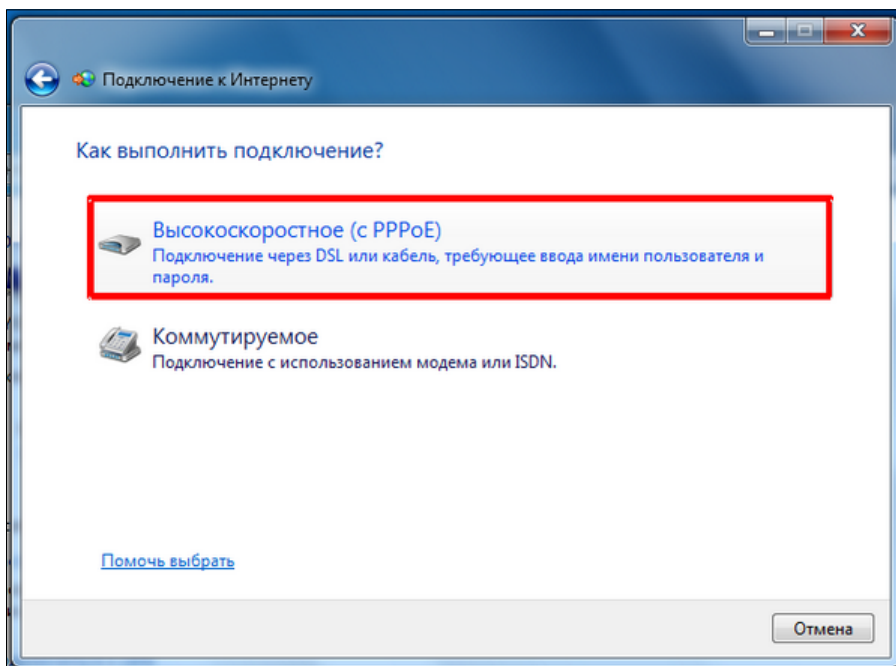 Подключение к Интернету
Как выполнить подключение?
Высокоскоростное (с PPPoE)
Подключение через DSL или кабель, требующее ввода имени пользователя и
пароля.
Коммутируемое
Подключение с использованием модема или ISDN.
Помочь выбрать
Отмена